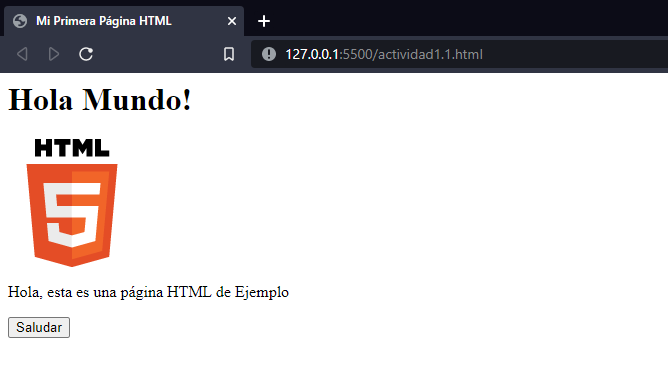 Mi Primera Página HTML
127.0.0.1:5500/actividad1.1.html
Hola Mundo!
HTML
5
Hola, esta es una página HTML de Ejemplo
Saludar